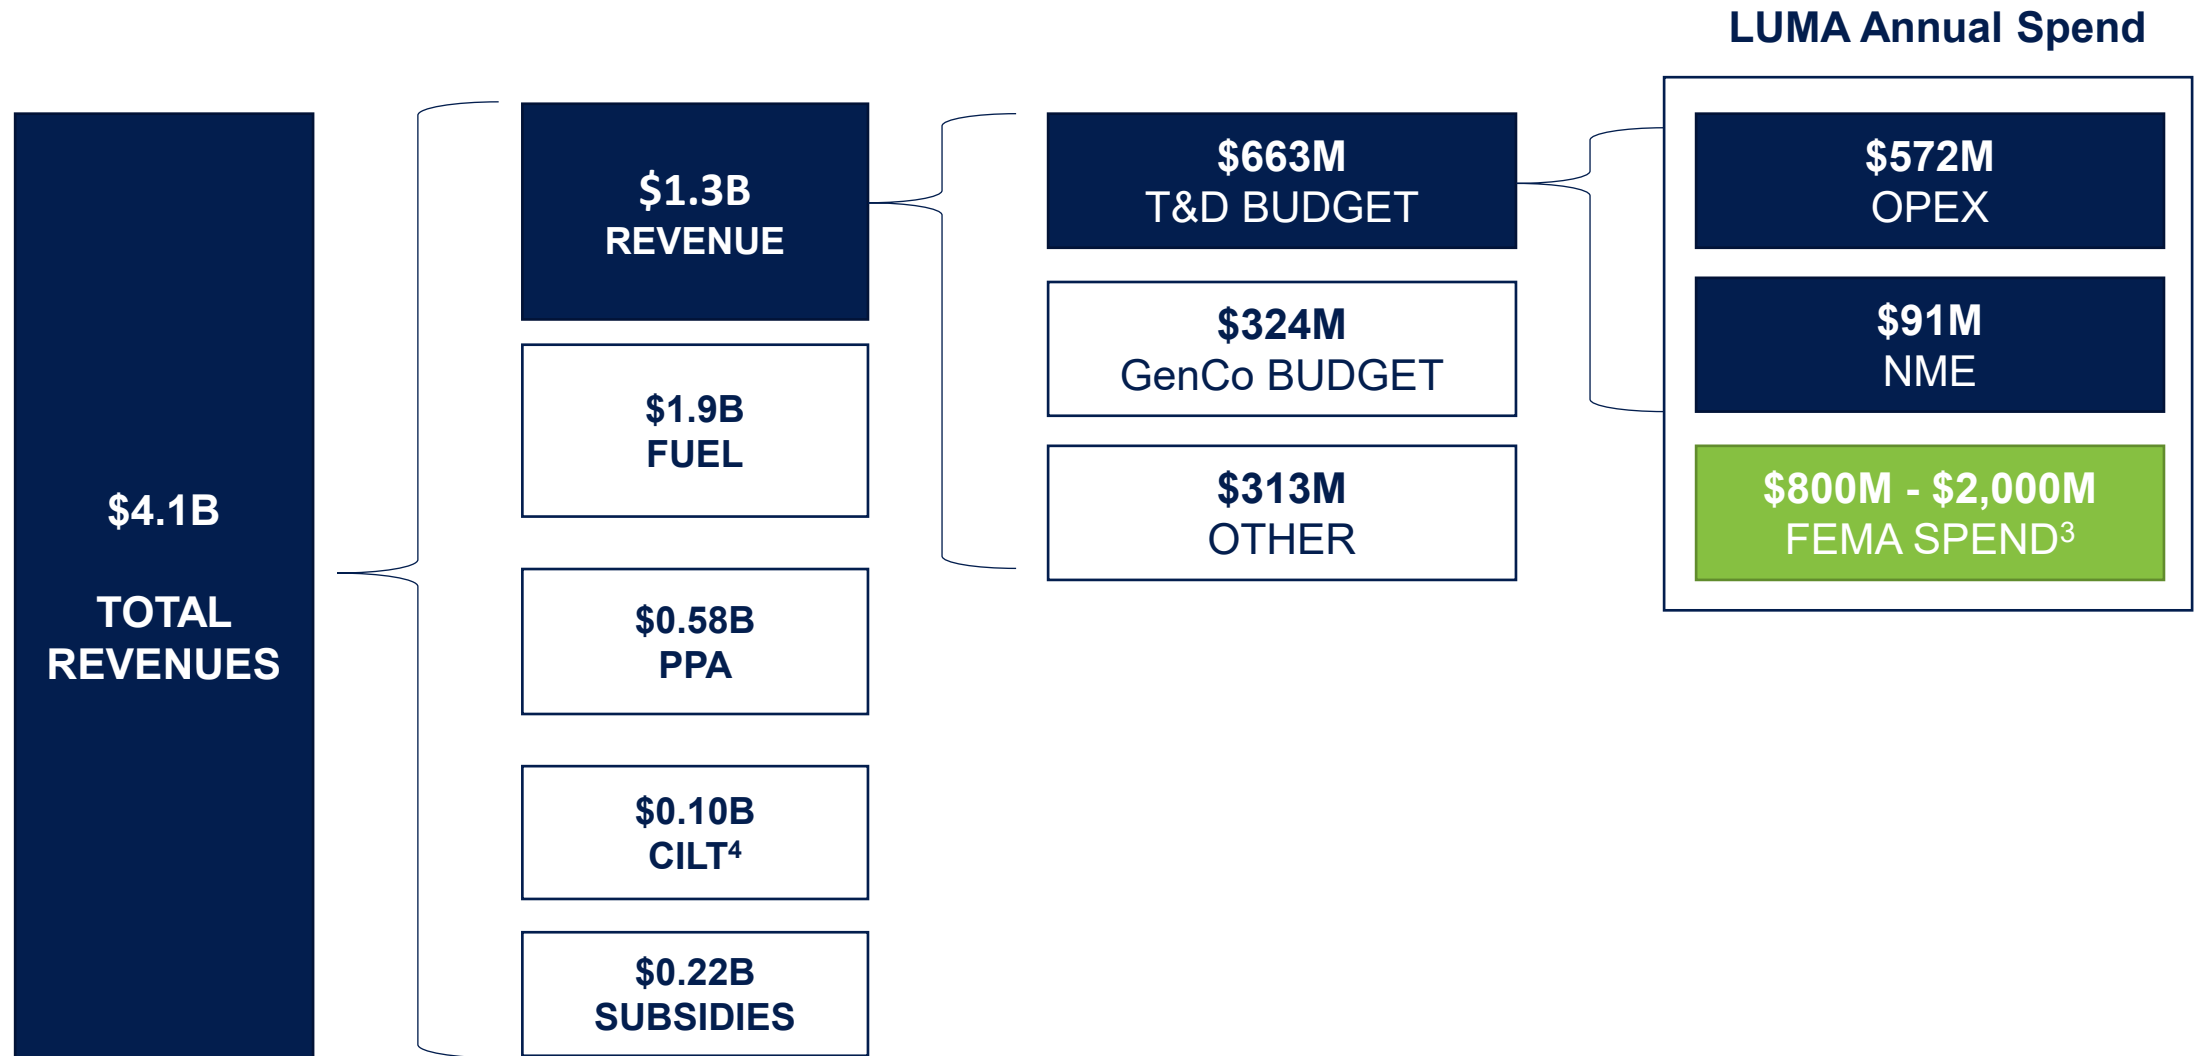 LUMA Annual Spend
$4.1B
TOTAL
REVENUES
$1.3B
REVENUE
$1.9B
FUEL
$0.58B
PPA
$0.10B
CILT⁴
$0.22B
SUBSIDIES
$663M
T&D BUDGET
$324M
GenCo BUDGET
$313M
OTHER
$572M
OPEX
$91M
NME
$800M - $2,000M
FEMA SPEND³